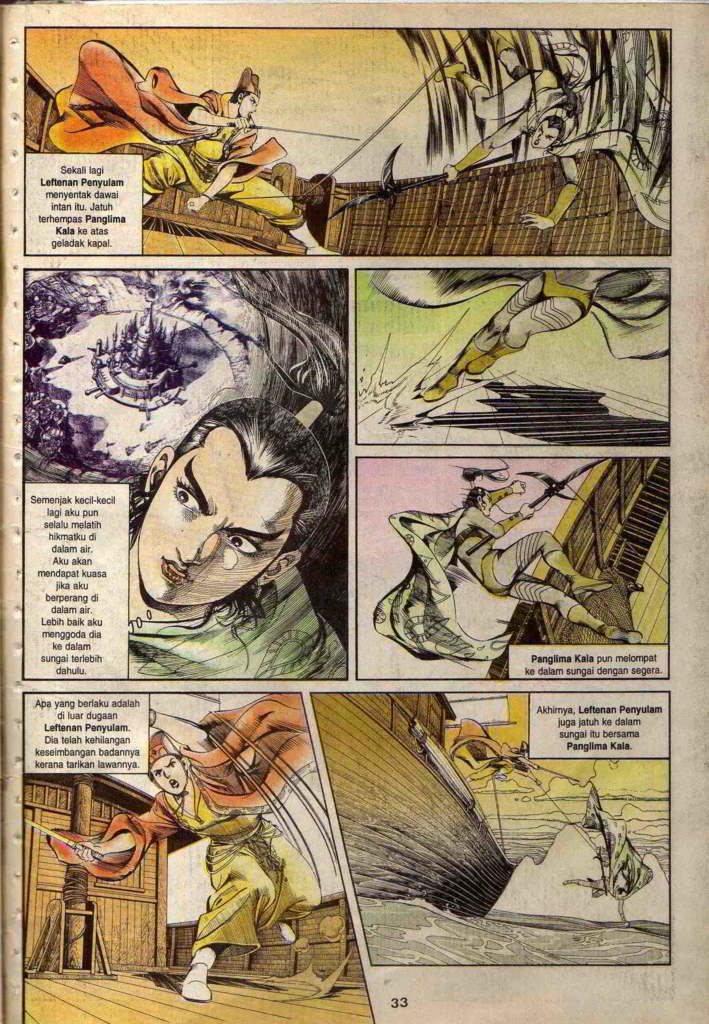 Sekali lagi
Leftenan Penyulam
menyentak dawai
intan itu. Jatuh
terhempas Panglima
Kala ke atas
geladak kapal.
Semenjak kecil-kecil
lagi aku pun
selalu melatih
hikmatku di
dalam air.
Aku akan
mendapat kuasa
jika aku
berperang di
dalam air.
Lebih baik aku
menggoda dia
ke dalam
sungai terlebih
dahulu.
Panglima Kala pun melompat
ke dalam sungai dengan segera.
Apa yang berlaku adalah
di luar dugaan
Leftenan Penyulam.
Dia telah kehilangan
keseimbangan badannya
kerana tarikan lawannya.
Akhirnya, Leftenan Penyulam
juga jatuh ke dalam
sungai itu bersama
Panglima Kala.
33